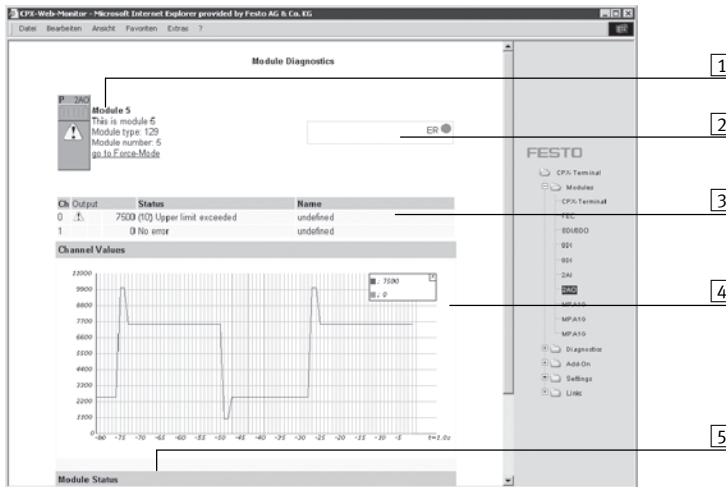 CPX-Web-Monitor - Microsoft Internet Explorer provided by Festo AG & Co. KG
Datei Bearbeiten Ansicht Favoriten Extras ?
Module Diagnostics
1
P 2AO
Module 5
This is module 5
Module type: 129
Module number: 5
go to Force-Mode
ER
2
FESTO
CPX-Terminal
Modules
CPX-Terminal
FEC
8DI/8DO
8DI
8DI
2AI
2AO
MPA1G
MPA1G
MPA1G
Diagnostics
Add-On
Settings
Links
Ch Output Status Name
0 7500 (10) Upper limit exceeded undefined
1 0 No error undefined
3
Channel Values
: 7500
: 0
4
11000
9900
8800
7700
6600
5500
4400
3300
2200
1100
0
-80 -75 -70 -65 -60 -55 -50 -45 -40 -35 -30 -25 -20 -15 -10 -5 t=1.0s
5
Module Status